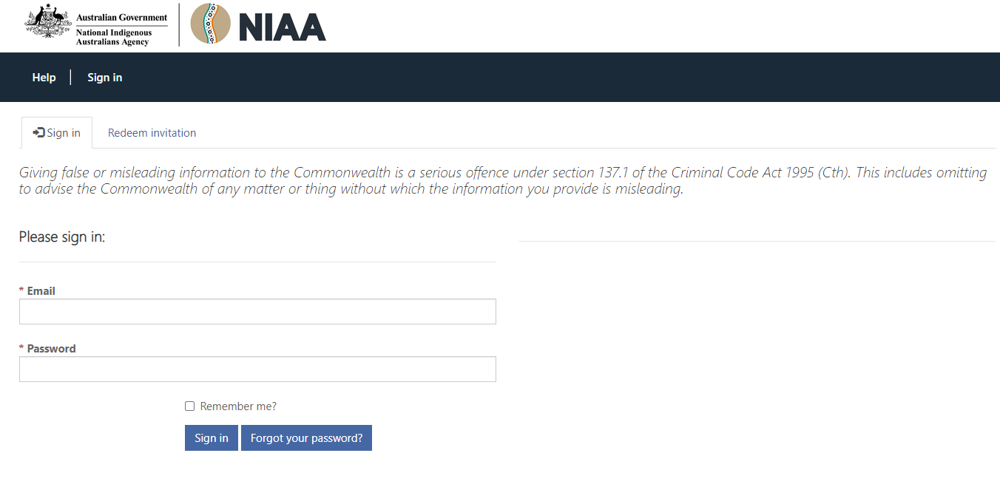 Australian Government
National Indigenous
Australians Agency
NIAA
Help
Sign in
Sign in
Redeem invitation
Giving false or misleading information to the Commonwealth is a serious offence under section 137.1 of the Criminal Code Act 1995 (Cth). This includes omitting
to advise the Commonwealth of any matter or thing without which the information you provide is misleading.
Please sign in:
* Email
* Password
Remember me?
Sign in
Forgot your password?